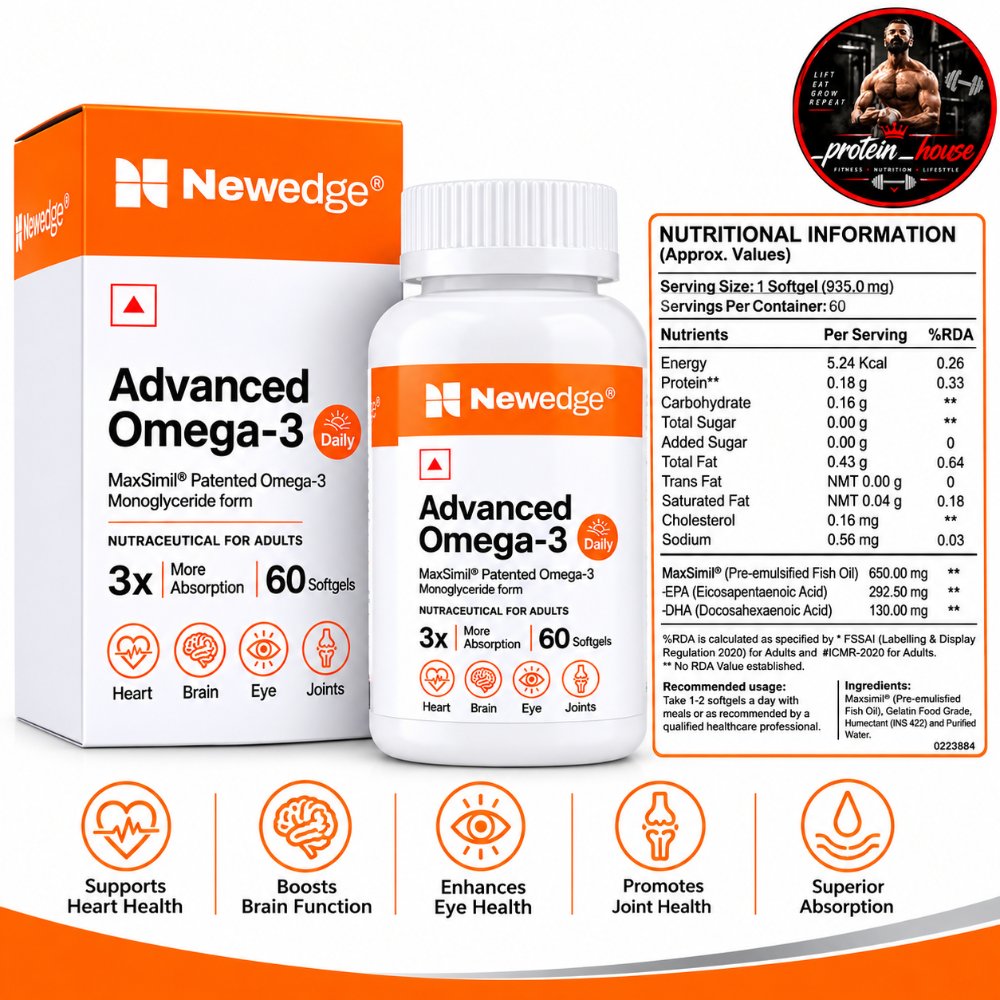 LIFT
EAT
GROW
REPEAT
_protein_house
FITNESS • NUTRITION • LIFESTYLE
Newedge®
Newedge®
Advanced
Omega-3
Daily
MaxSimil® Patented Omega-3
Monoglyceride form
NUTRACEUTICAL FOR ADULTS
3x More Absorption 60 Softgels
Heart Brain Eye Joints
Newedge®
Advanced
Omega-3
Daily
MaxSimil® Patented Omega-3
Monoglyceride form
NUTRACEUTICAL FOR ADULTS
3x More Absorption 60 Softgels
Heart Brain Eye Joints
NUTRITIONAL INFORMATION
(Approx. Values)
Serving Size: 1 Softgel (935.0 mg)
Servings Per Container: 60
Nutrients Per Serving %RDA
Energy 5.24 Kcal 0.26
Protein** 0.18 g 0.33
Carbohydrate 0.16 g **
Total Sugar 0.00 g **
Added Sugar 0.00 g 0
Total Fat 0.43 g 0.64
Trans Fat NMT 0.00 g 0
Saturated Fat NMT 0.04 g 0.18
Cholesterol 0.16 mg **
Sodium 0.56 mg 0.03
MaxSimil® (Pre-emulsified Fish Oil) 650.00 mg **
-EPA (Eicosapentaenoic Acid) 292.50 mg **
-DHA (Docosahexaenoic Acid) 130.00 mg **
%RDA is calculated as specified by * FSSAI (Labelling & Display
Regulation 2020) for Adults and #ICMR-2020 for Adults.
** No RDA Value established.
Recommended usage:
Take 1-2 softgels a day with
meals or as recommended by a
qualified healthcare professional.
Ingredients:
Maxsimil® (Pre-emulisified
Fish Oil), Gelatin Food Grade,
Humectant (INS 422) and Purified
Water.
0223884
Supports
Heart Health
Boosts
Brain Function
Enhances
Eye Health
Promotes
Joint Health
Superior
Absorption